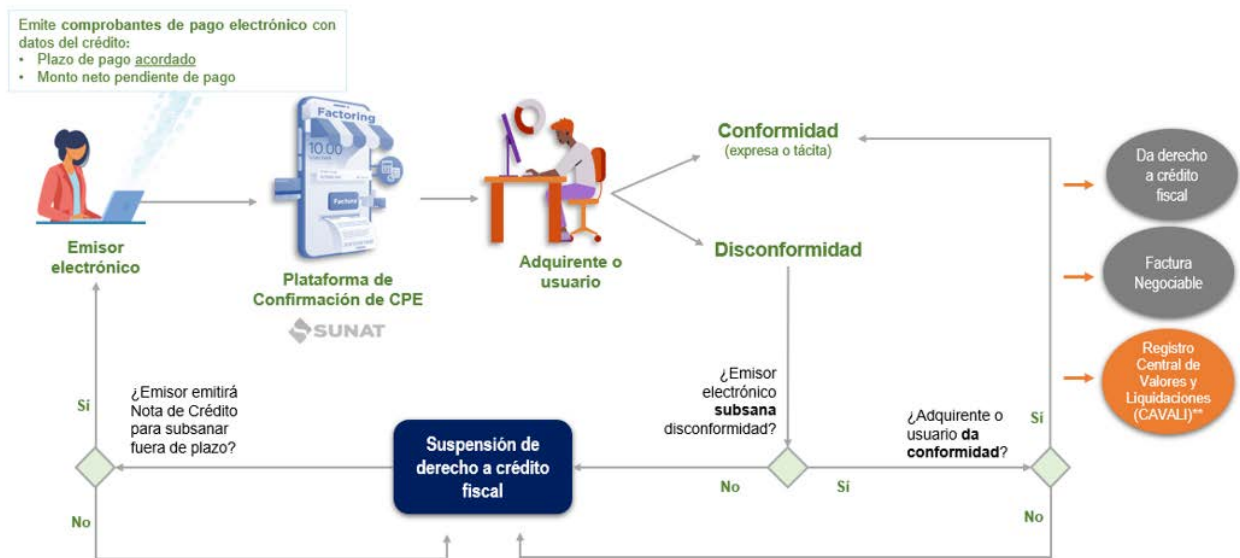 Emite comprobantes de pago electrónico con
datos del crédito:
• Plazo de pago acordado
• Monto neto pendiente de pago
Factoring
10.00
Factura
Emisor
electrónico
Plataforma de
Confirmación de CPE
SUNAT
Adquirente o
usuario
Conformidad
(expresa o tácita)
Disconformidad
Da derecho
a crédito
fiscal
Factura
Negociable
Registro
Central de
Valores y
Liquidaciones
(CAVALI)**
¿Emisor emitirá
Nota de Crédito
para subsanar
fuera de plazo?
Sí
No
Suspensión de
derecho a crédito
fiscal
¿Emisor
electrónico
subsana
disconformidad?
No
Sí
¿Adquirente o
usuario da
conformidad?
Sí
No